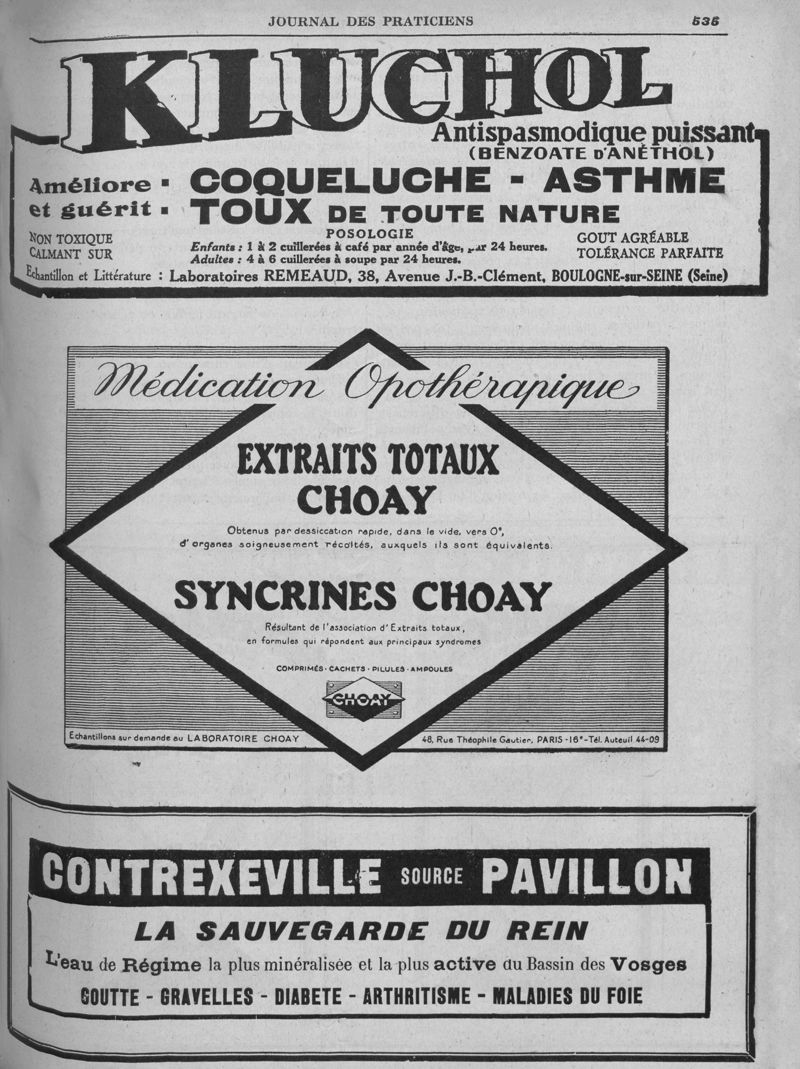 JOURNAL DES PRATICIENS 535
KLUCHOL
Antispasmodique puissant
(BENZOATE D'ANÉTHOL)
Améliore COQUELUCHE - ASTHME
et guérit TOUX DE TOUTE NATURE
POSOLOGIE
NON TOXIQUE
CALMANT SUR
Enfants : 1 à 2 cuillerées à café par année d'âge, par 24 heures.
Adultes : 4 à 6 cuillerées à soupe par 24 heures.
GOUT AGRÉABLE
TOLÉRANCE PARFAITE
Echantillon et Littérature : Laboratoires REMEAUD, 38, Avenue J.-B.-Clément, BOULOGNE-sur-SEINE (Seine)
Médication Opothérapique
EXTRAITS TOTAUX
CHOAY
Obtenus par dessiccation rapide, dans le vide, vers 0°,
d'organes soigneusement récoltés, auxquels ils sont équivalents.
SYNCRINES CHOAY
Résultant de l'association d'Extraits totaux,
en formules qui répondent aux principaux syndromes
COMPRIMÉS - CACHETS - PILULES - AMPOULES
CHOAY
Echantillons sur demande au LABORATOIRE CHOAY
48, Rue Théophile Gautier, PARIS - 16e - Tél. Auteuil 44-09
CONTREXEVILLE SOURCE PAVILLON
LA SAUVEGARDE DU REIN
L'eau de Régime la plus minéralisée et la plus active du Bassin des Vosges
GOUTTE - GRAVELLES - DIABETE - ARTHRITISME - MALADIES DU FOIE